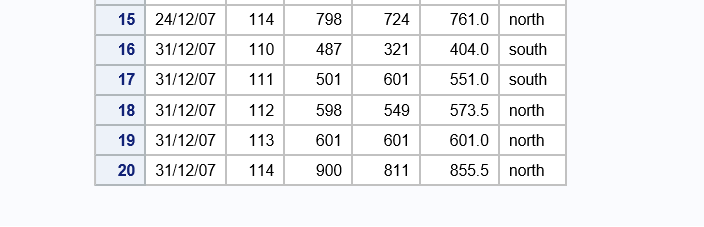 15 24/12/07 114 798 724 761.0 north
16 31/12/07 110 487 321 404.0 south
17 31/12/07 111 501 601 551.0 south
18 31/12/07 112 598 549 573.5 north
19 31/12/07 113 601 601 601.0 north
20 31/12/07 114 900 811 855.5 north